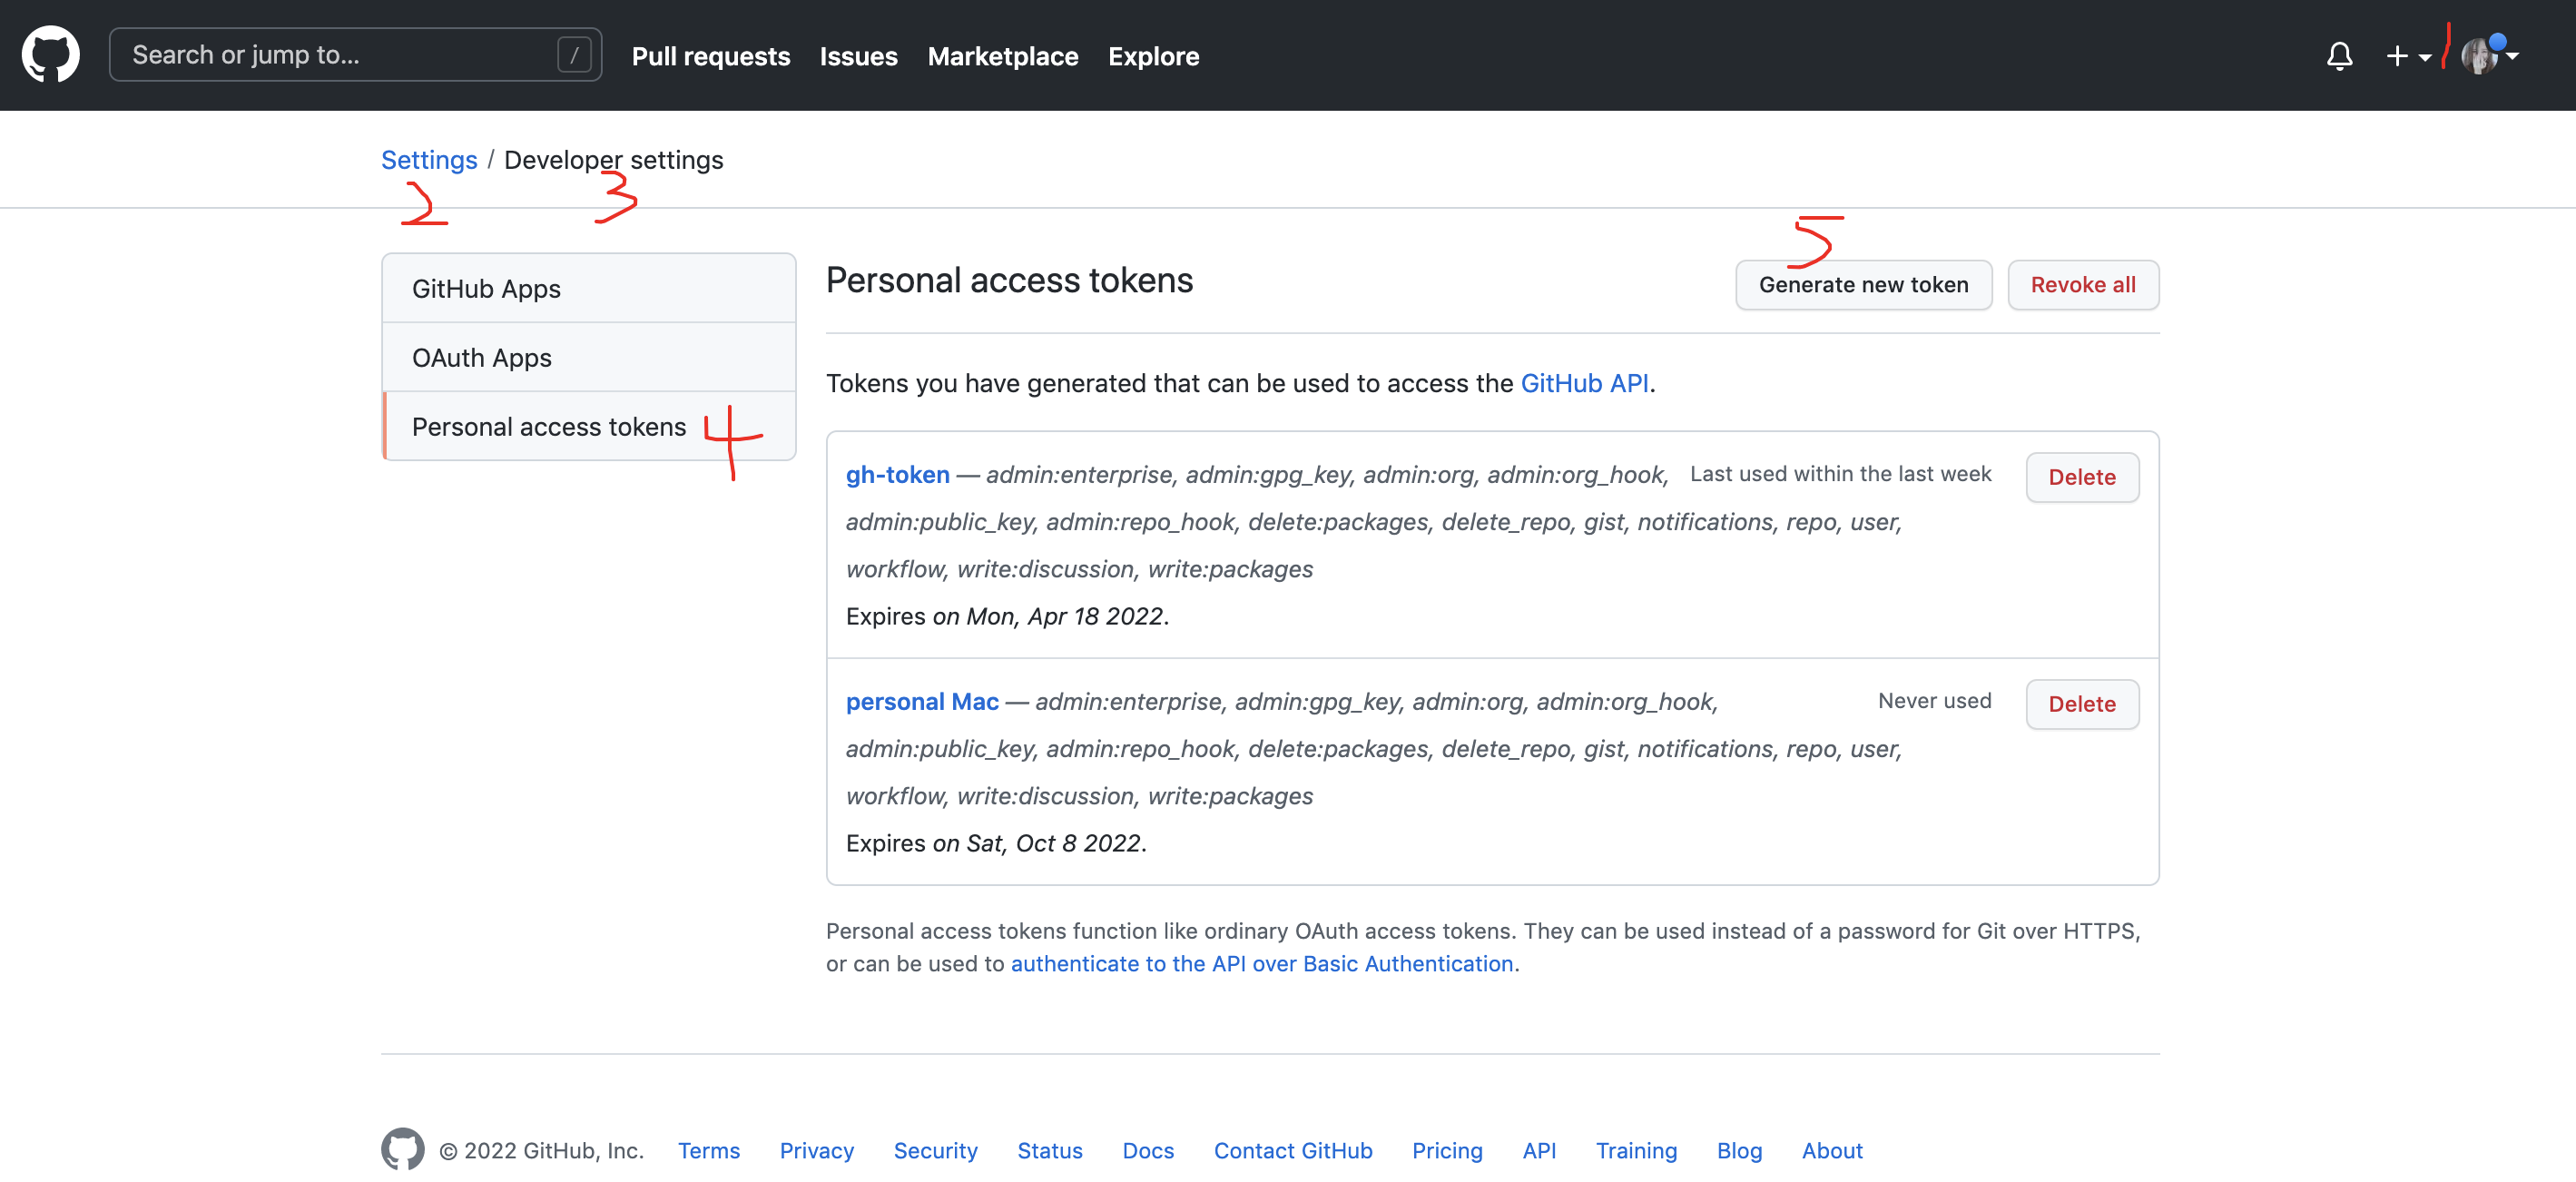 Search or jump to... / Pull requests Issues Marketplace Explore 1
Settings / Developer settings
2 3
5
GitHub Apps
OAuth Apps
Personal access tokens 4
Personal access tokens Generate new token Revoke all
Tokens you have generated that can be used to access the GitHub API.
gh-token — admin:enterprise, admin:gpg_key, admin:org, admin:org_hook, Last used within the last week Delete
admin:public_key, admin:repo_hook, delete:packages, delete_repo, gist, notifications, repo, user,
workflow, write:discussion, write:packages
Expires on Mon, Apr 18 2022.
personal Mac — admin:enterprise, admin:gpg_key, admin:org, admin:org_hook, Never used Delete
admin:public_key, admin:repo_hook, delete:packages, delete_repo, gist, notifications, repo, user,
workflow, write:discussion, write:packages
Expires on Sat, Oct 8 2022.
Personal access tokens function like ordinary OAuth access tokens. They can be used instead of a password for Git over HTTPS,
or can be used to authenticate to the API over Basic Authentication.
© 2022 GitHub, Inc. Terms Privacy Security Status Docs Contact GitHub Pricing API Training Blog About